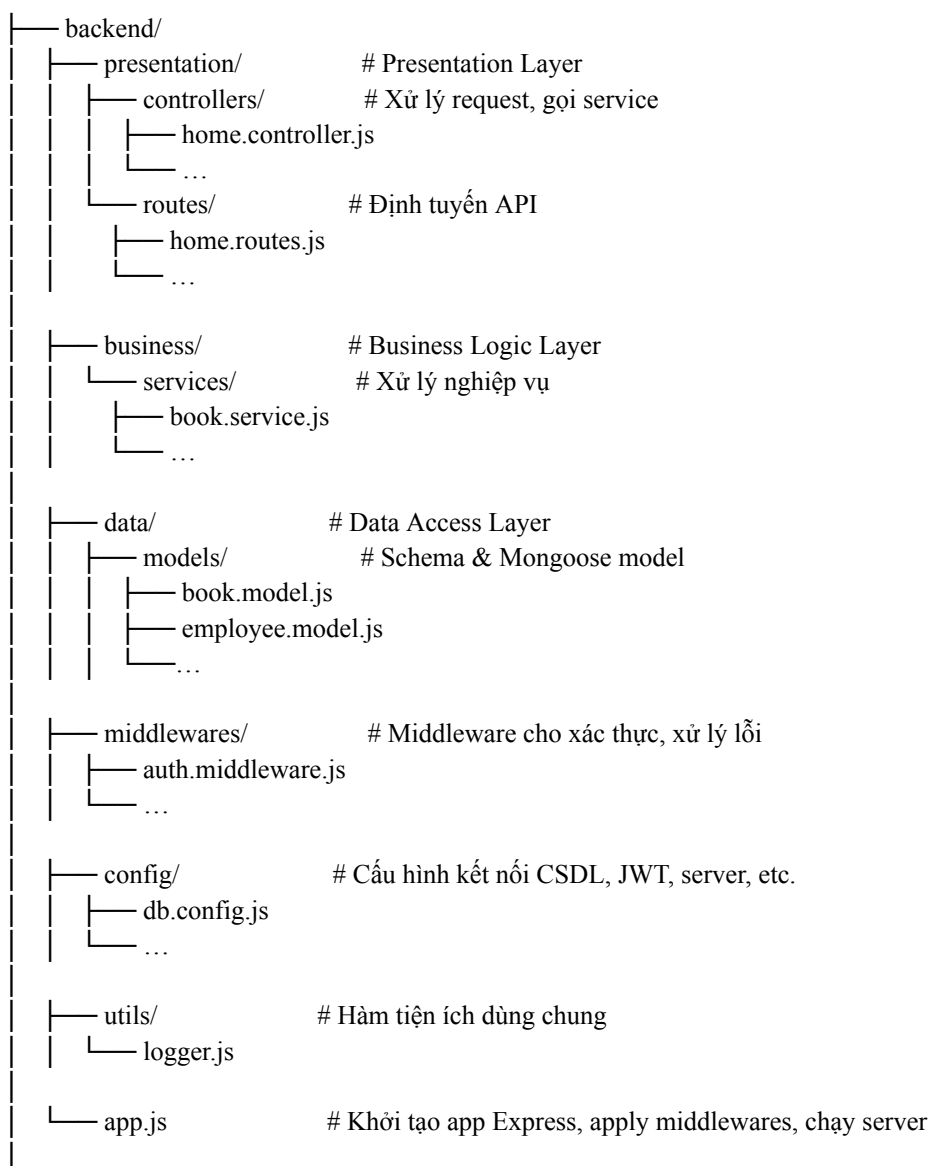 ├── backend/
│ ├── presentation/ # Presentation Layer
│ │ ├── controllers/ # Xử lý request, gọi service
│ │ │ ├── home.controller.js
│ │ │ └── …
│ │ └── routes/ # Định tuyến API
│ │ ├── home.routes.js
│ │ └── …
│
│ ├── business/ # Business Logic Layer
│ │ └── services/ # Xử lý nghiệp vụ
│ │ ├── book.service.js
│ │ └── …
│
│ ├── data/ # Data Access Layer
│ │ ├── models/ # Schema & Mongoose model
│ │ │ ├── book.model.js
│ │ │ ├── employee.model.js
│ │ │ └──…
│
│ ├── middlewares/ # Middleware cho xác thực, xử lý lỗi
│ │ ├── auth.middleware.js
│ │ └── …
│
│ ├── config/ # Cấu hình kết nối CSDL, JWT, server, etc.
│ │ ├── db.config.js
│ │ └── …
│
│ ├── utils/ # Hàm tiện ích dùng chung
│ │ └── logger.js
│
│ └── app.js # Khởi tạo app Express, apply middlewares, chạy server
│